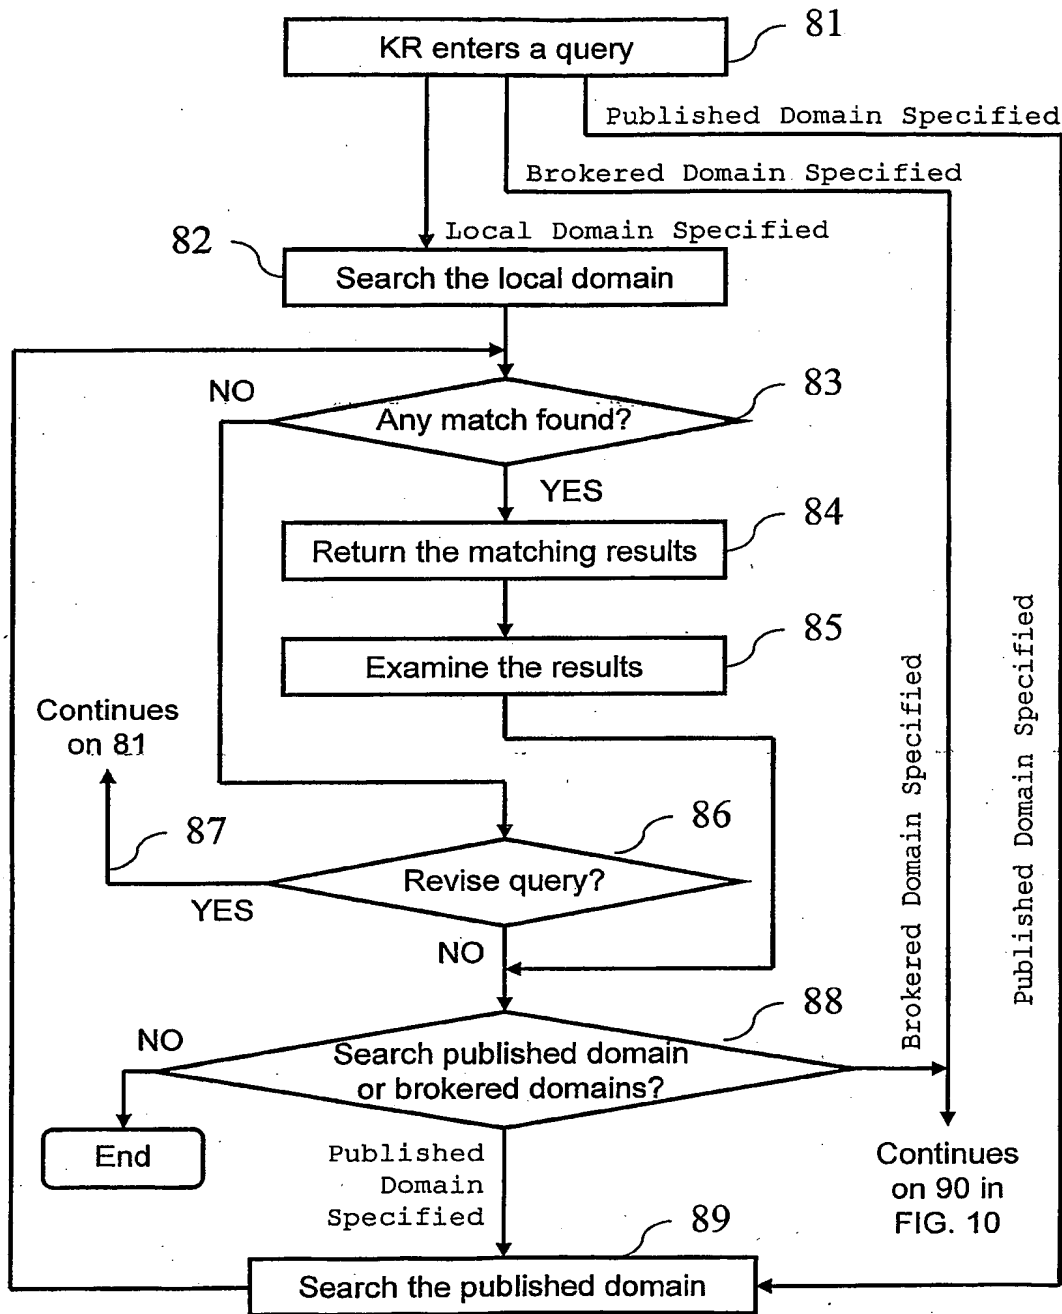 81
KR enters a query
Published Domain Specified
Brokered Domain Specified
Local Domain Specified
82
Search the local domain
NO
83
Any match found?
YES
84
Return the matching results
85
Examine the results
Continues
on 81
87
86
Revise query?
YES
NO
88
NO
Search published domain
or brokered domains?
End
Published
Domain
Specified
Brokered Domain Specified
Published Domain Specified
Continues
on 90 in
FIG. 10
89
Search the published domain